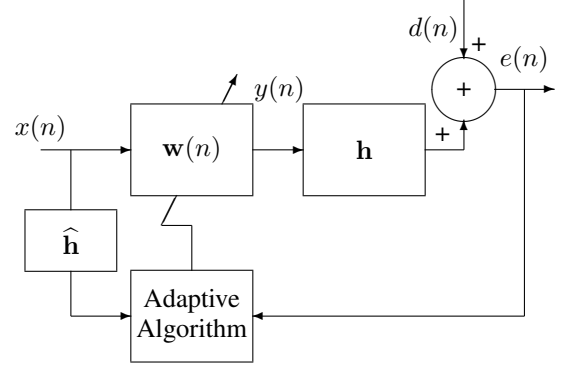 d(n)
+
e(n)
+
y(n)
x(n)
w(n)
h
+
ĥ
Adaptive
Algorithm